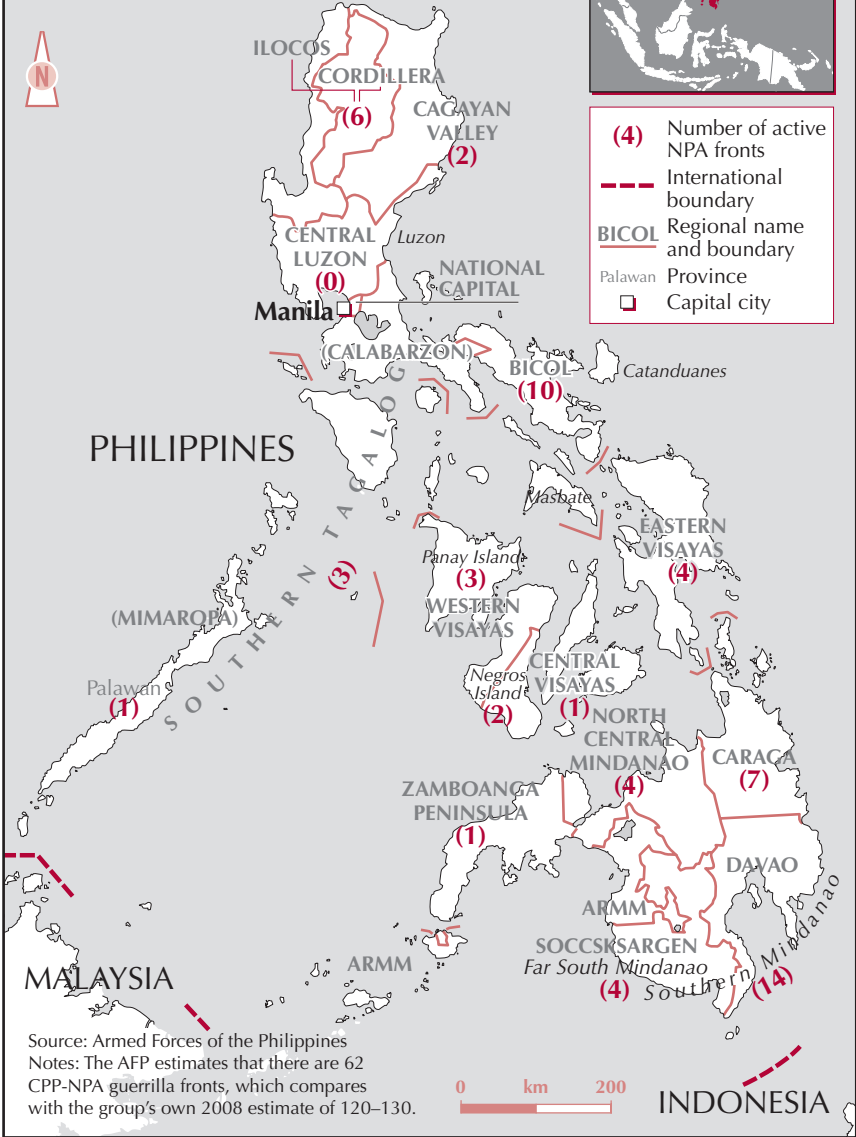 N
ILOCOS
CORDILLERA
(6)
CAGAYAN
VALLEY
(2)
CENTRAL
LUZON
(0)
Luzon
NATIONAL
CAPITAL
Manila
(CALABARZON)
BICOL
(10)
Catanduanes
(4) Number of active
NPA fronts
International
boundary
BICOL Regional name
and boundary
Palawan Province
Capital city
PHILIPPINES
SOUTHERN TAGALOG
(3)
Masbate
EASTERN
VISAYAS
(4)
Panay Island
(3)
WESTERN
VISAYAS
(MIMAROPA)
Palawan
(1)
Negros
Island
(2)
CENTRAL
VISAYAS
(1)
NORTH
CENTRAL
MINDANAO
(4)
CARAGA
(7)
ZAMBOANGA
PENINSULA
(1)
DAVAO
ARMM
SOCCSKSARGEN
Far South Mindanao
(4)
Southern Mindanao
(14)
ARMM
MALAYSIA
Source: Armed Forces of the Philippines
Notes: The AFP estimates that there are 62
CPP-NPA guerrilla fronts, which compares
with the group's own 2008 estimate of 120–130.
0 km 200
INDONESIA